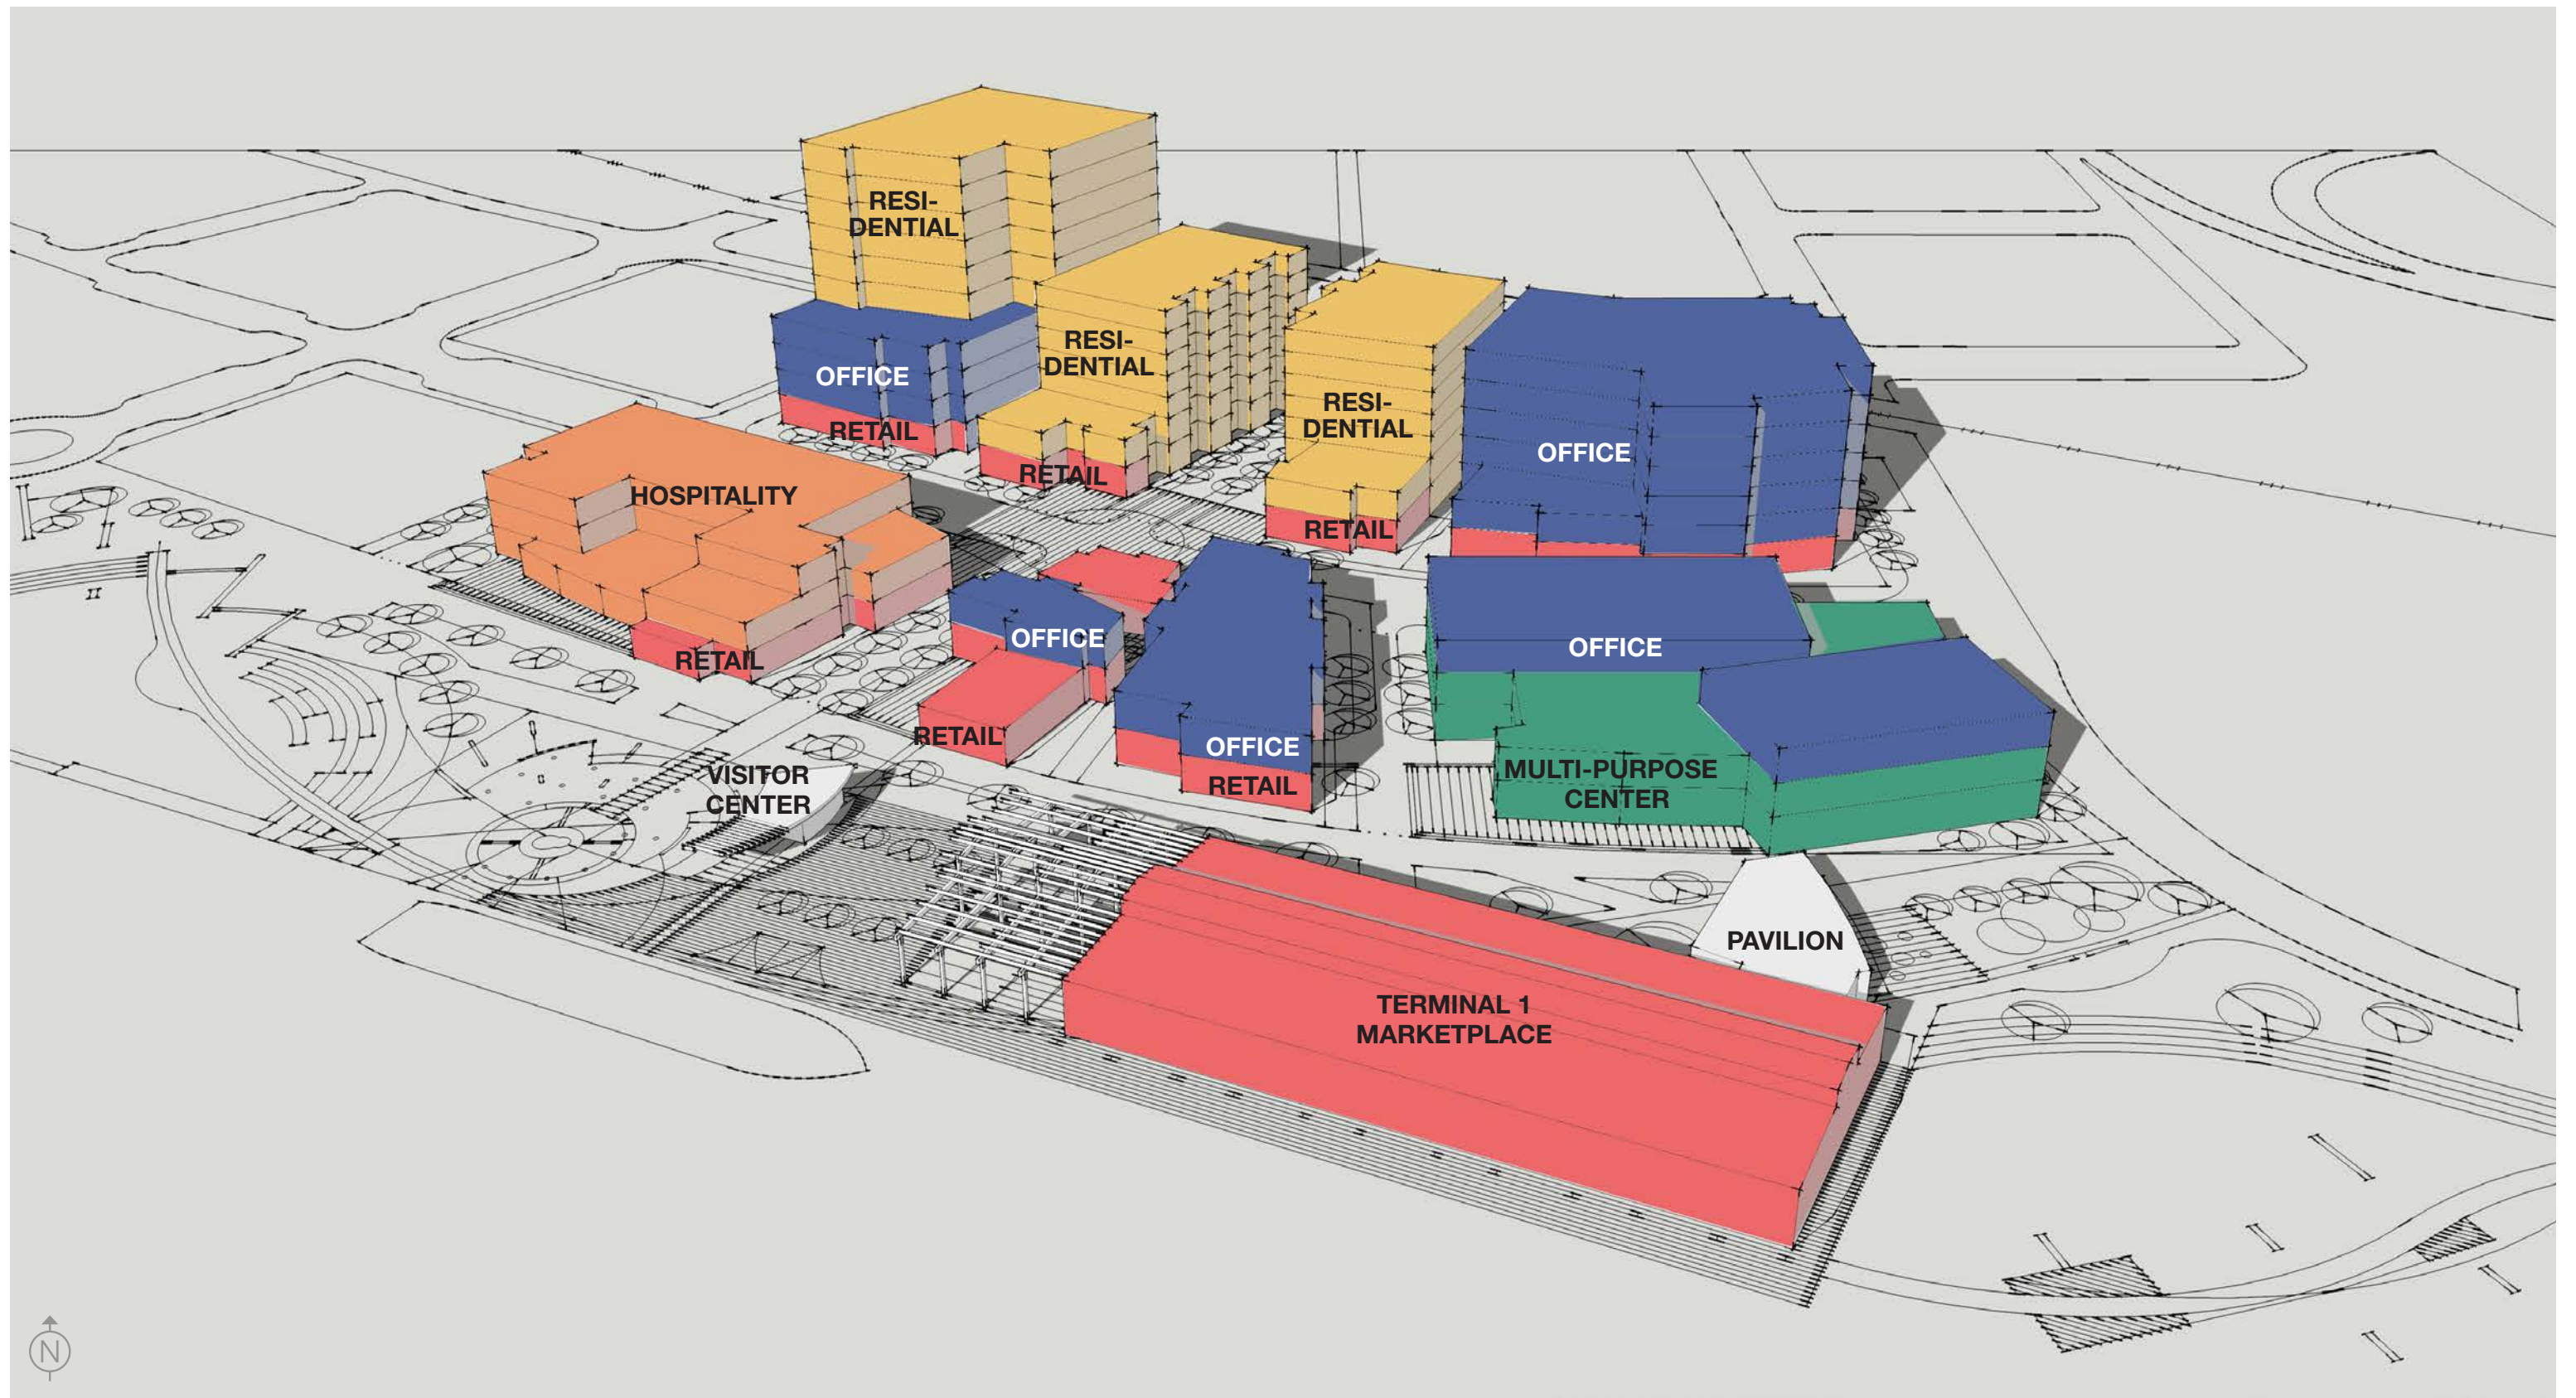 RESI-
DENTIAL
OFFICE
RETAIL
RESI-
DENTIAL
RETAIL
RESI-
DENTIAL
RETAIL
OFFICE
HOSPITALITY
RETAIL
OFFICE
RETAIL
OFFICE
RETAIL
OFFICE
MULTI-PURPOSE
CENTER
VISITOR
CENTER
PAVILION
TERMINAL 1
MARKETPLACE
N